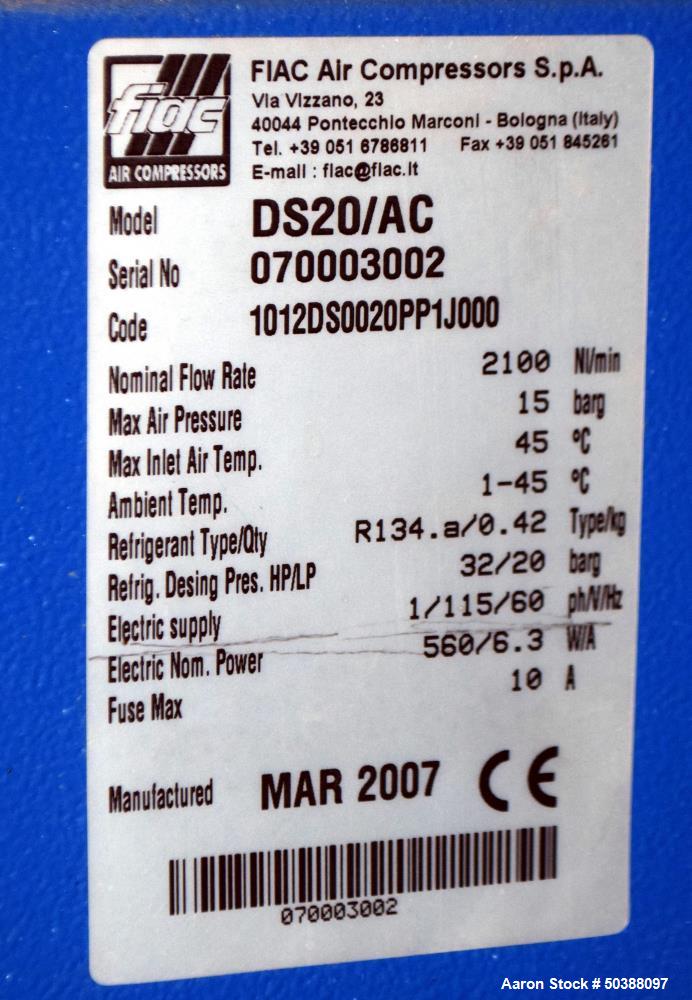 fiac
AIR COMPRESSORS
FIAC Air Compressors S.p.A.
Via Vizzano, 23
40044 Pontecchio Marconi - Bologna (Italy)
Tel. +39 051 6786811 Fax +39 051 845261
E-mail : fiac@fiac.it
Model DS20/AC
Serial No 070003002
Code 1012DS0020PP1J000
Nominal Flow Rate 2100 Nl/min
Max Air Pressure 15 barg
Max Inlet Air Temp. 45 °C
Ambient Temp. 1-45 °C
Refrigerant Type/Qty R134.a/0.42 Type/kg
Refrig. Desing Pres. HP/LP 32/20 barg
Electric supply 1/115/60 ph/V/Hz
Electric Nom. Power 560/6.3 W/A
Fuse Max 10 A
Manufactured MAR 2007 CE
070003002
Aaron Stock # 50388097